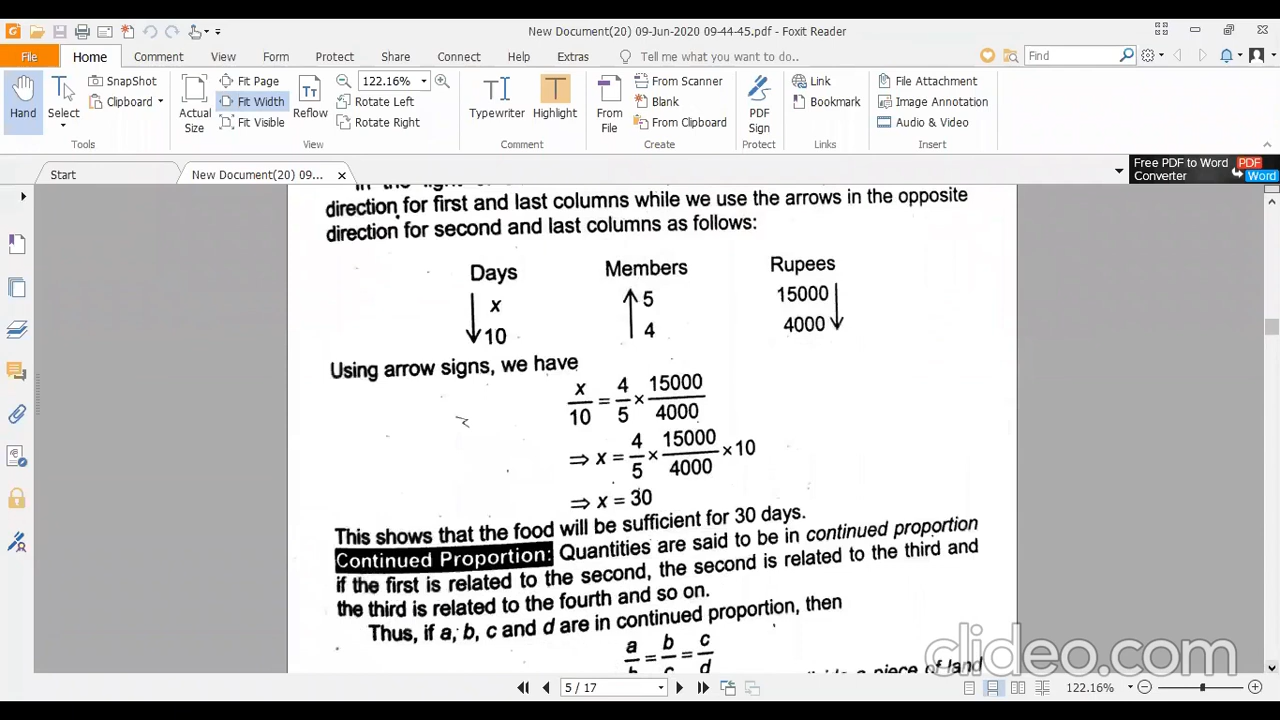 New Document(20) 09-Jun-2020 09-44-45.pdf - Foxit Reader
File Home Comment View Form Protect Share Connect Help Extras Tell me what you want to do.. Find
Hand Select SnapShot Clipboard Actual Size Fit Page Fit Width Fit Visible Reflow 122.16% Rotate Left Rotate Right Typewriter Highlight From File From Scanner Blank From Clipboard PDF Sign Link Bookmark File Attachment Image Annotation Audio & Video
Tools View Comment Create Protect Links Insert
Start New Document(20) 09... Free PDF to Word Converter PDF Word
direction for first and last columns while we use the arrows in the opposite
direction for second and last columns as follows:
Days Members Rupees
x 5 15000
10 4 4000
Using arrow signs, we have
x/10 = 4/5 × 15000/4000
⇒ x = 4/5 × 15000/4000 × 10
⇒ x = 30
This shows that the food will be sufficient for 30 days.
Continued Proportion: Quantities are said to be in continued proportion
if the first is related to the second, the second is related to the third and
the third is related to the fourth and so on.
Thus, if a, b, c and d are in continued proportion, then
a/b = b/c = c/d
a piece of land
clideo.com
5 / 17 122.16%